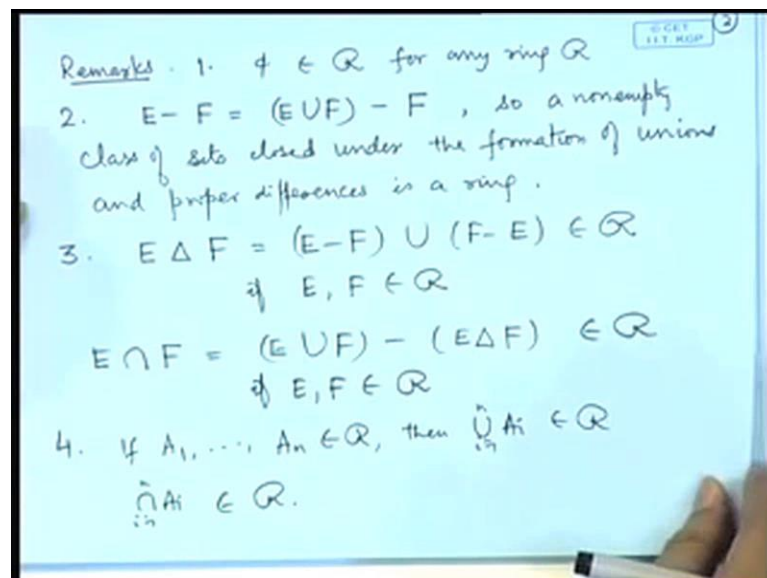 © CET
I.I.T. KGP
2
Remarks. 1. ϕ ∈ R for any ring R
2. E - F = (E ∪ F) - F, so a nonempty
class of sets closed under the formation of unions
and proper differences is a ring.
3. E Δ F = (E-F) ∪ (F-E) ∈ R
if E, F ∈ R
E ∩ F = (E ∪ F) - (E Δ F) ∈ R
if E, F ∈ R
4. If A₁, ..., Aₙ ∈ R, then ⋃ᵢ₌₁ⁿ Aᵢ ∈ R
⋂ᵢ₌₁ⁿ Aᵢ ∈ R.